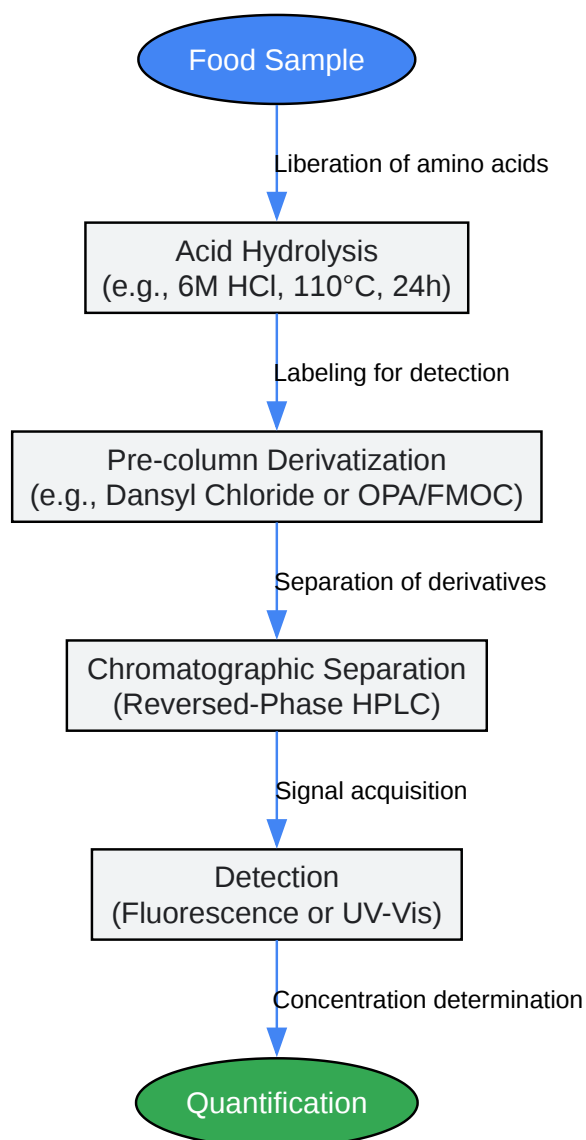 Food Sample
Liberation of amino acids
Acid Hydrolysis
(e.g., 6M HCl, 110°C, 24h)
Labeling for detection
Pre-column Derivatization
(e.g., Dansyl Chloride or OPA/FMOC)
Separation of derivatives
Chromatographic Separation
(Reversed-Phase HPLC)
Signal acquisition
Detection
(Fluorescence or UV-Vis)
Concentration determination
Quantification